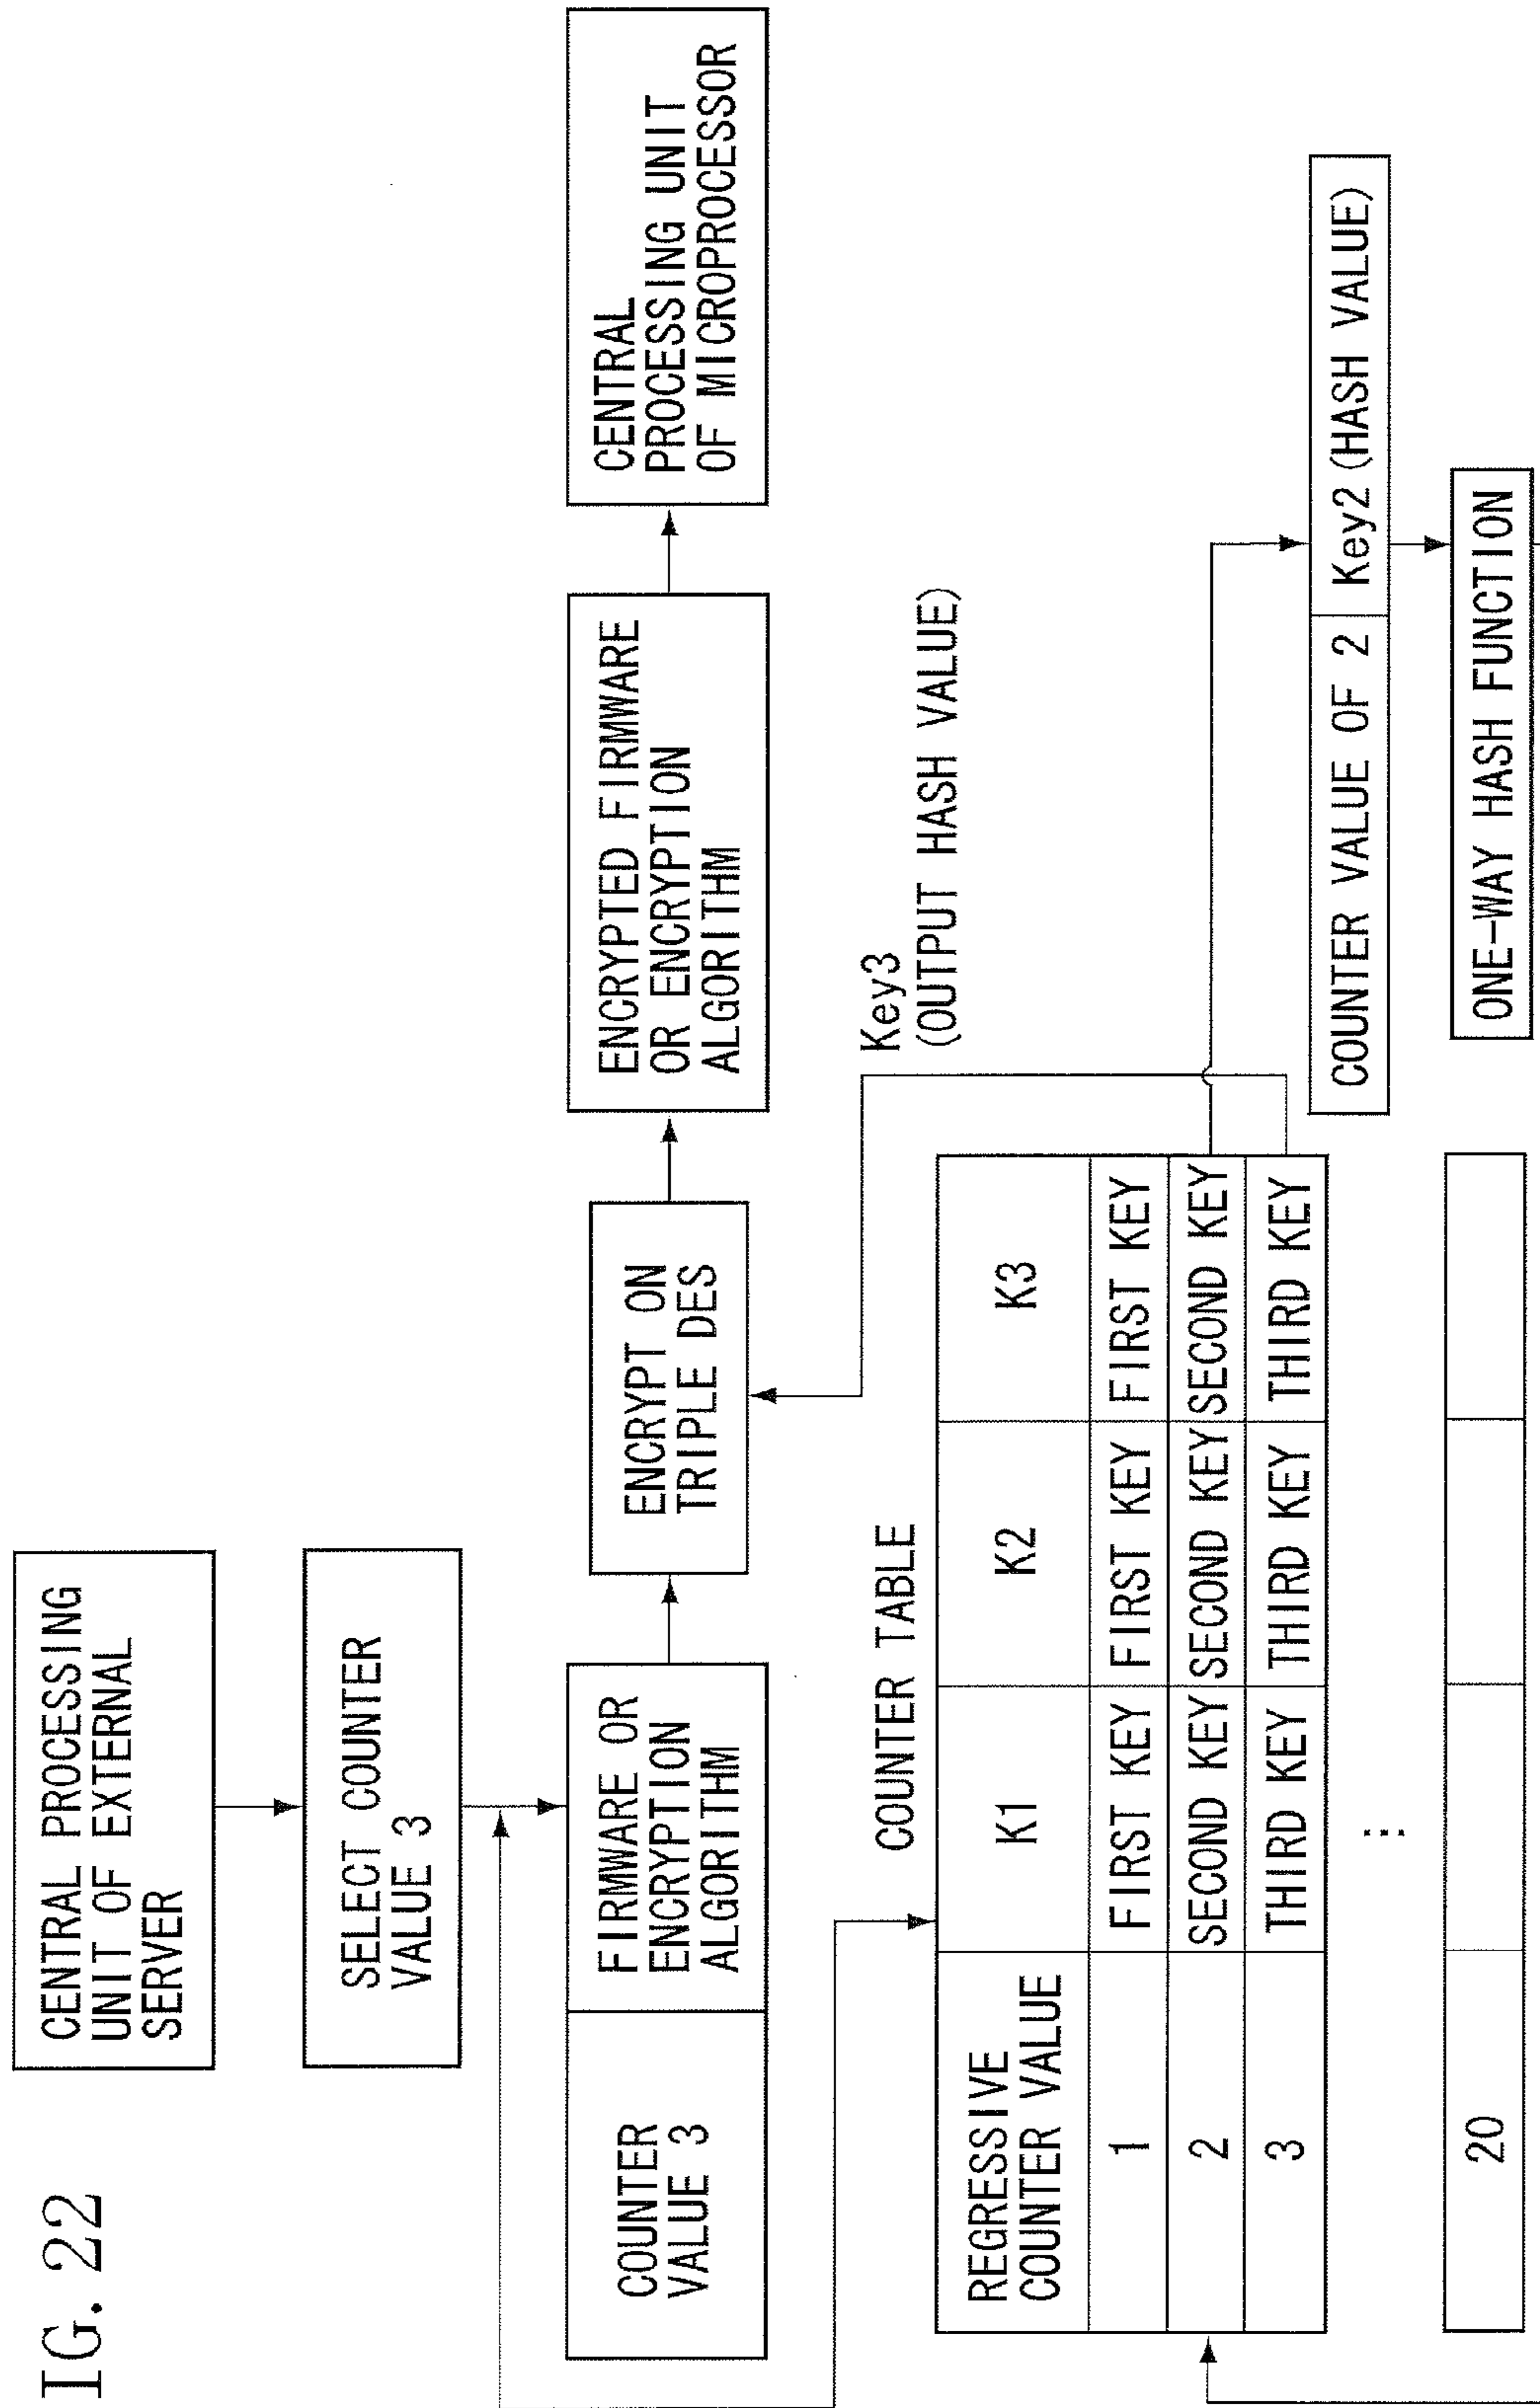 IG. 22
CENTRAL PROCESSING
UNIT OF EXTERNAL
SERVER
SELECT COUNTER
VALUE 3
COUNTER
VALUE 3
FIRMWARE OR
ENCRYPTION
ALGORITHM
ENCRYPT ON
TRIPLE DES
ENCRYPTED FIRMWARE
OR ENCRYPTION
ALGORITHM
CENTRAL
PROCESSING UNIT
OF MICROPROCESSOR
Key3
(OUTPUT HASH VALUE)
COUNTER TABLE
REGRESSIVE
COUNTER VALUE
K1
K2
K3
1
FIRST KEY
FIRST KEY
FIRST KEY
2
SECOND KEY
SECOND KEY
SECOND KEY
3
THIRD KEY
THIRD KEY
THIRD KEY
⋮
20
COUNTER VALUE OF 2
Key2 (HASH VALUE)
ONE-WAY HASH FUNCTION